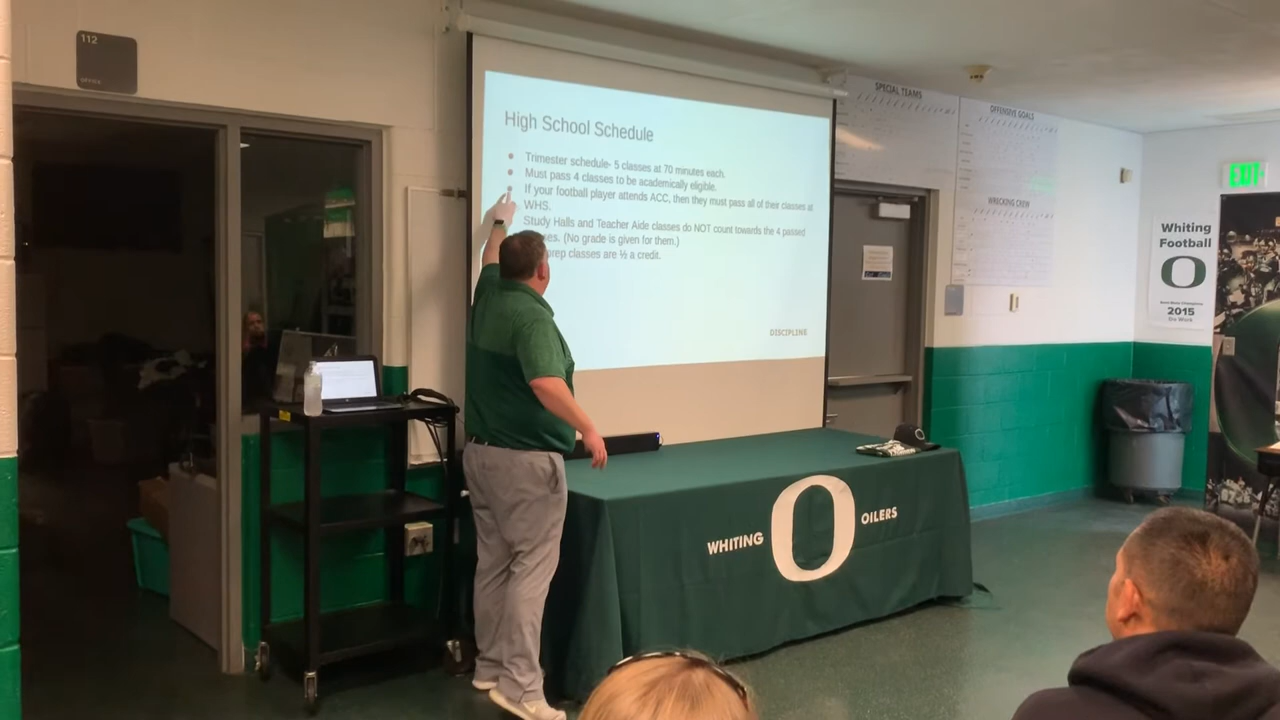 112
OFFICE
High School Schedule
Trimester schedule- 5 classes at 70 minutes each.
Must pass 4 classes to be academically eligible.
If your football player attends ACC, then they must pass all of their classes at
WHS.
Study Halls and Teacher Aide classes do NOT count towards the 4 passed
(No grade is given for them.)
prep classes are ½ a credit.
DISCIPLINE
SPECIAL TEAMS
OFFENSIVE GOALS
WRECKING CREW
EXIT
Whiting
Football
O
2015
WHITING O OILERS